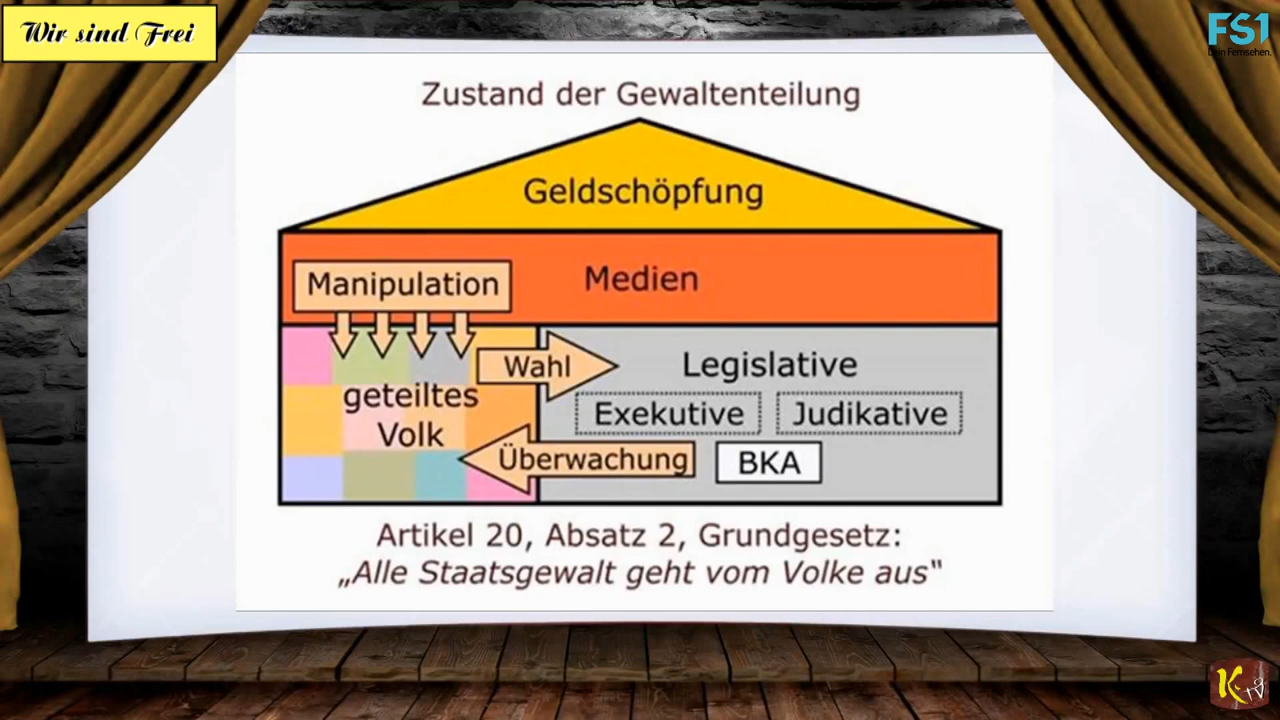 Wir sind Frei
FS1
Dein Fernsehen.
Zustand der Gewaltenteilung
Geldschöpfung
Manipulation
Medien
Wahl
Legislative
geteiltes
Volk
Exekutive
Judikative
Überwachung
BKA
Artikel 20, Absatz 2, Grundgesetz:
„Alle Staatsgewalt geht vom Volke aus“
K
TV